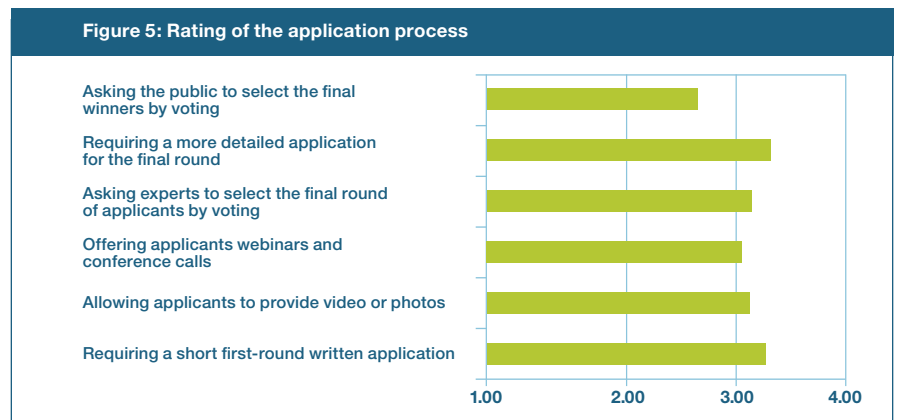 Figure 5: Rating of the application process
Asking the public to select the final
winners by voting
Requiring a more detailed application
for the final round
Asking experts to select the final round
of applicants by voting
Offering applicants webinars and
conference calls
Allowing applicants to provide video or photos
Requiring a short first-round written application
1.00 2.00 3.00 4.00